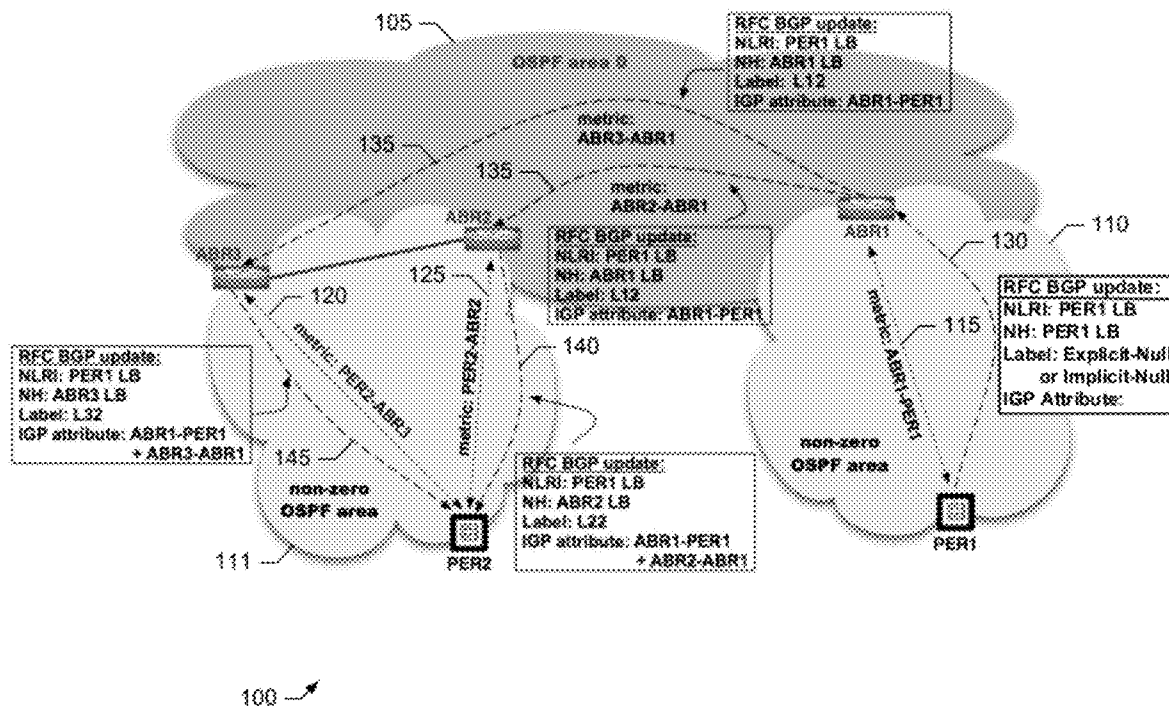 105
OSPF area 0
RFC BGP update:
NLRI: PER1 LB
NH: ABR1 LB
Label: L12
IGP attribute: ABR1-PER1
metric:
ABR3-ABR1
135
135
metric:
ABR2-ABR1
ABR2
ABR1
ABR3
RFC BGP update:
NLRI: PER1 LB
NH: ABR1 LB
Label: L12
IGP attribute: ABR1-PER1
130
110
120
125
metric: PER2-ABR3
metric: PER2-ABR2
140
metric: ABR1-PER1
115
RFC BGP update:
NLRI: PER1 LB
NH: PER1 LB
Label: Explicit-Null
or Implicit-Null
IGP Attribute:
RFC BGP update:
NLRI: PER1 LB
NH: ABR3 LB
Label: L32
IGP attribute: ABR1-PER1
+ ABR3-ABR1
145
non-zero
OSPF area
non-zero
OSPF area
RFC BGP update:
NLRI: PER1 LB
NH: ABR2 LB
Label: L22
IGP attribute: ABR1-PER1
+ ABR2-ABR1
111
PER2
PER1
100